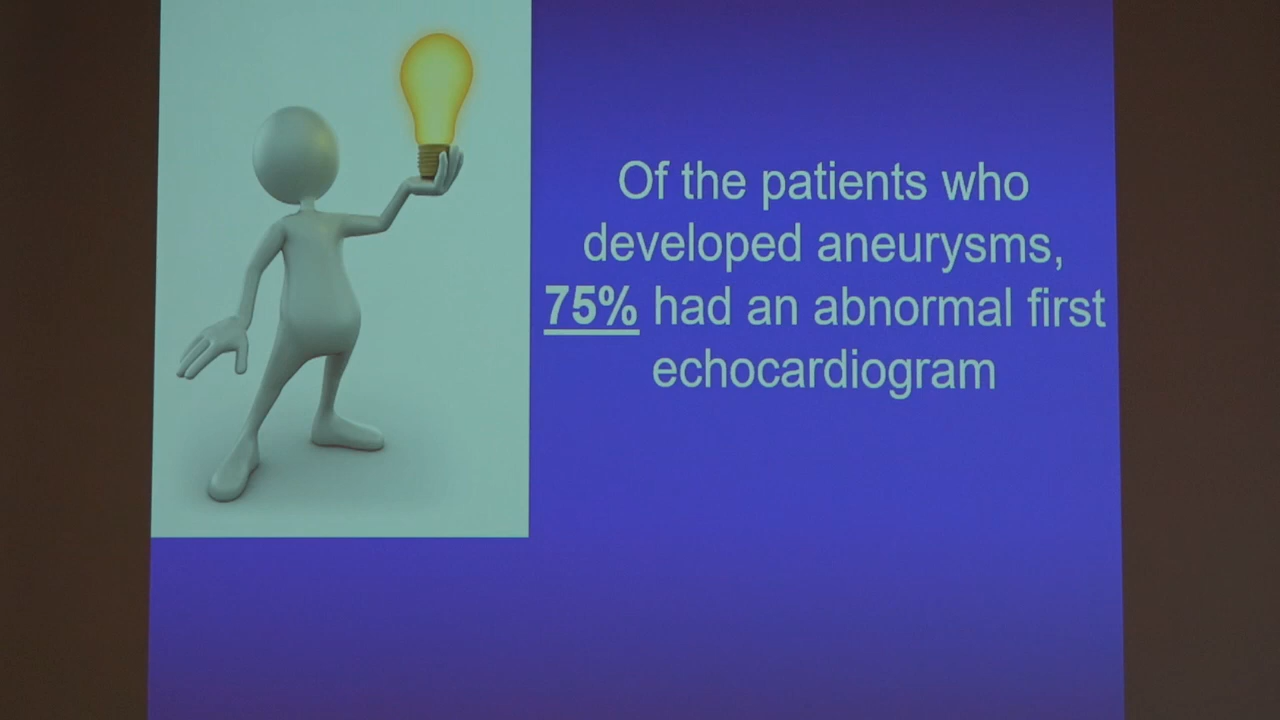 Of the patients who
developed aneurysms,
75% had an abnormal first
echocardiogram